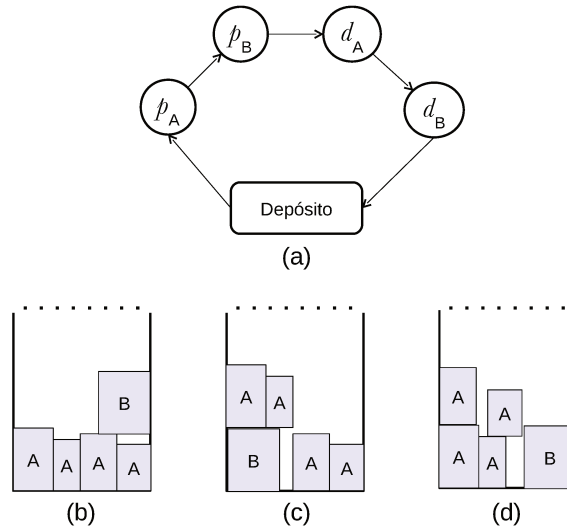 p_B d_A
p_A d_B
Depósito
(a)
B
A A A A
A A
B A A
A A
A A B
(b) (c) (d)